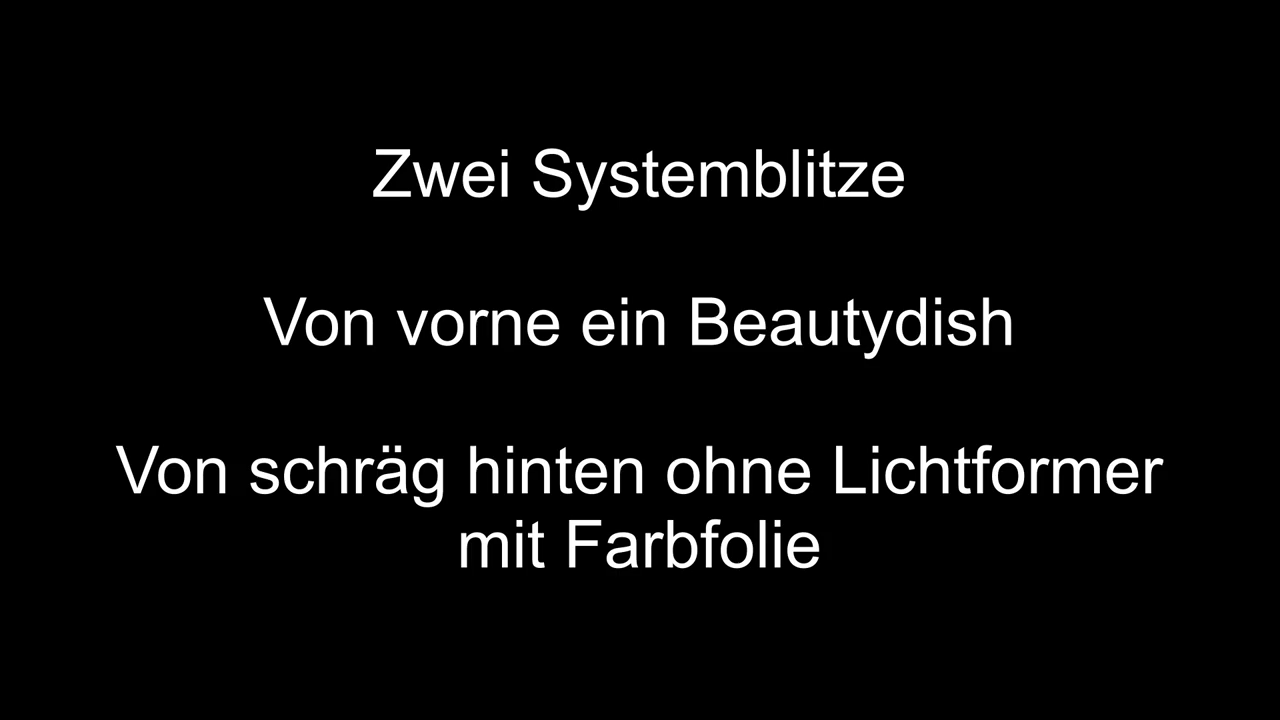 Zwei Systemblitze
Von vorne ein Beautydish
Von schräg hinten ohne Lichtformer
mit Farbfolie